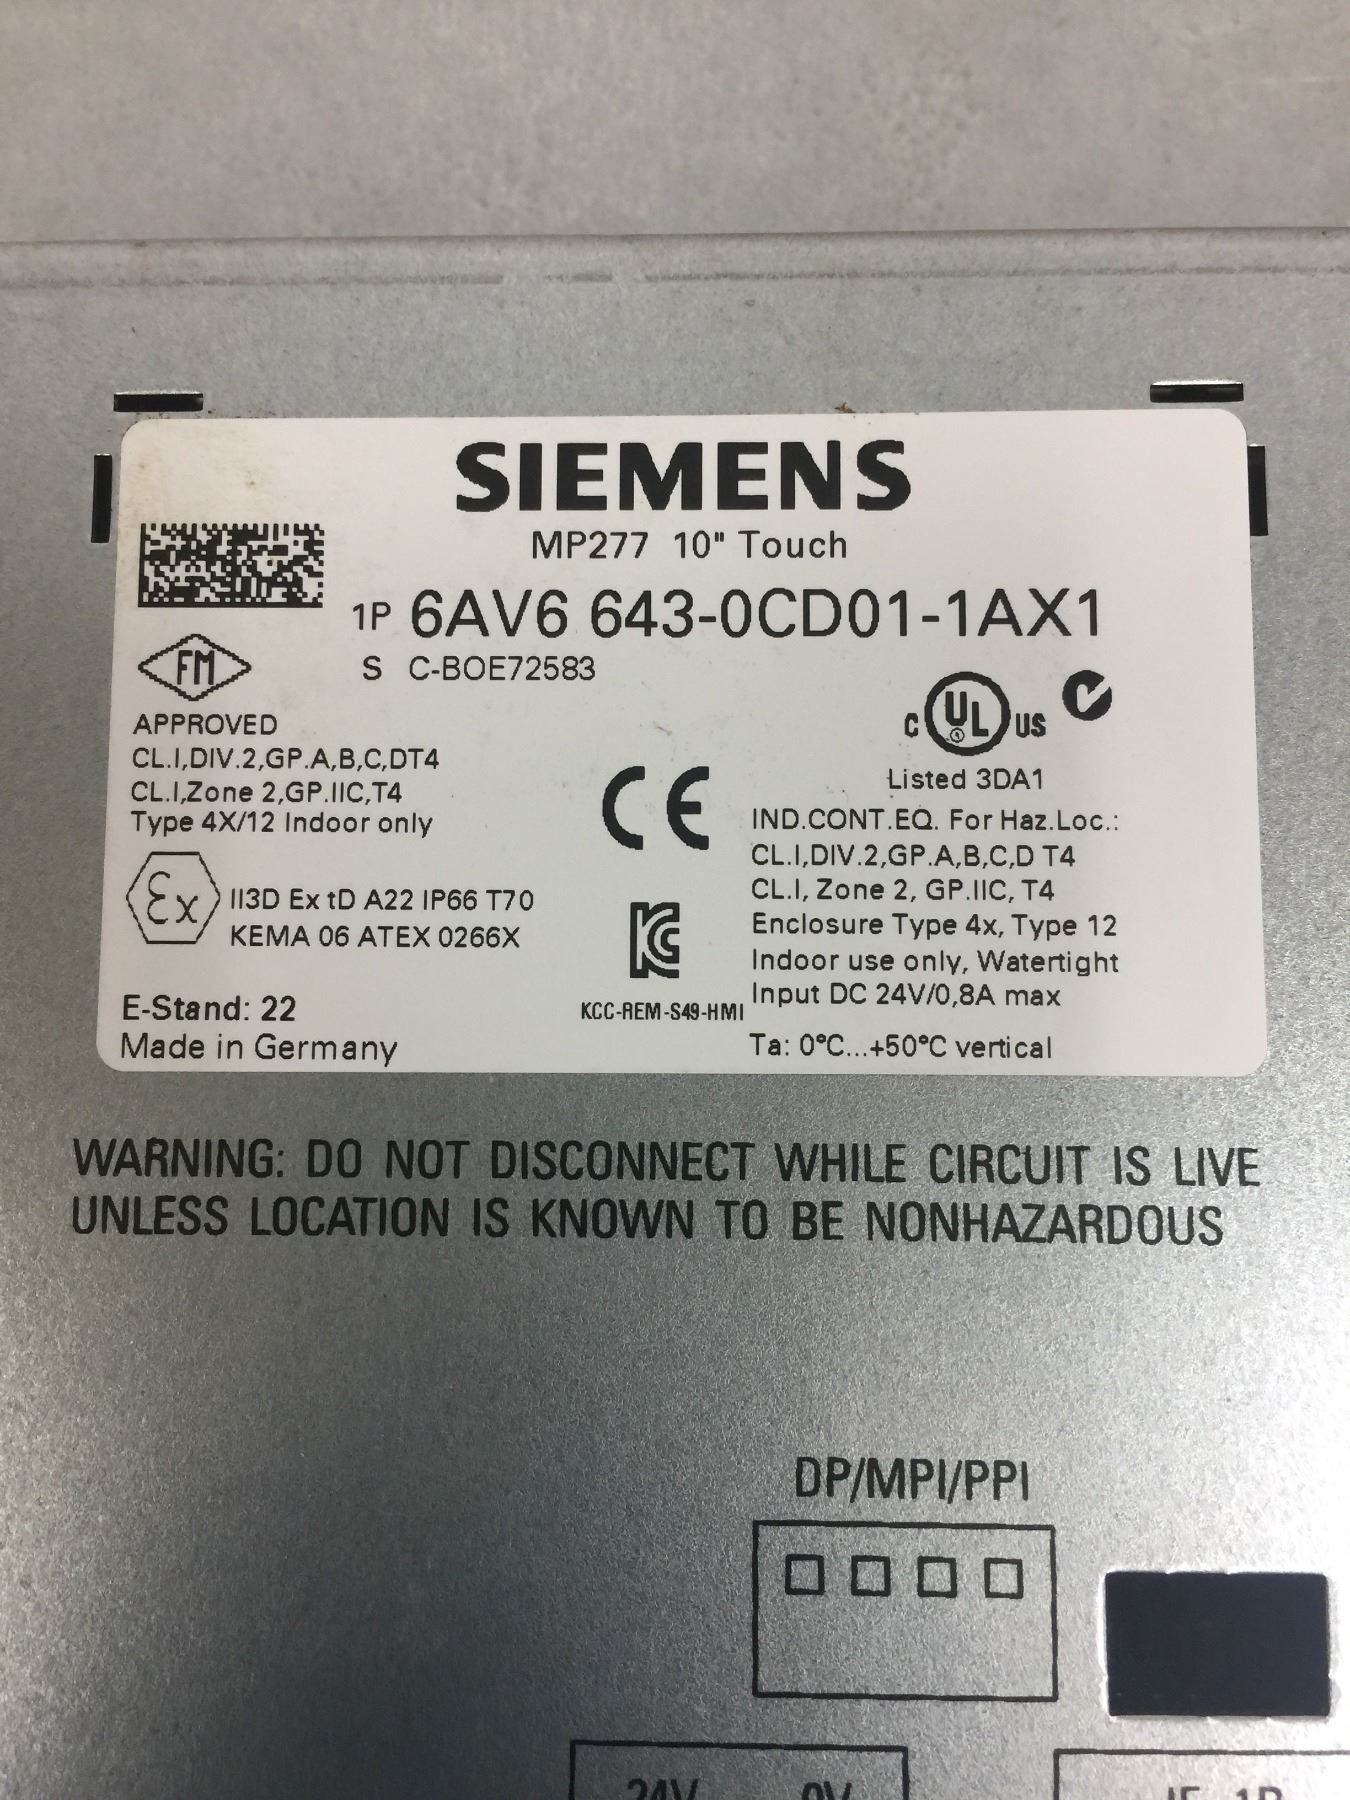 SIEMENS
MP277 10" Touch
1P 6AV6 643-0CD01-1AX1
S C-BOE72583
FM
APPROVED
CL.I,DIV.2,GP.A,B,C,DT4
CL.I,Zone 2,GP.IIC,T4
Type 4X/12 Indoor only
Ex II3D Ex tD A22 IP66 T70
KEMA 06 ATEX 0266X
E-Stand: 22
Made in Germany
CE
KC
KCC-REM-S49-HMI
C UL US
Listed 3DA1
IND.CONT.EQ. For Haz.Loc.:
CL.I,DIV.2,GP.A,B,C,D T4
CL.I, Zone 2, GP.IIC, T4
Enclosure Type 4x, Type 12
Indoor use only, Watertight
Input DC 24V/0,8A max
Ta: 0°C...+50°C vertical
WARNING: DO NOT DISCONNECT WHILE CIRCUIT IS LIVE
UNLESS LOCATION IS KNOWN TO BE NONHAZARDOUS
DP/MPI/PPI
24V 0V
IF 1B